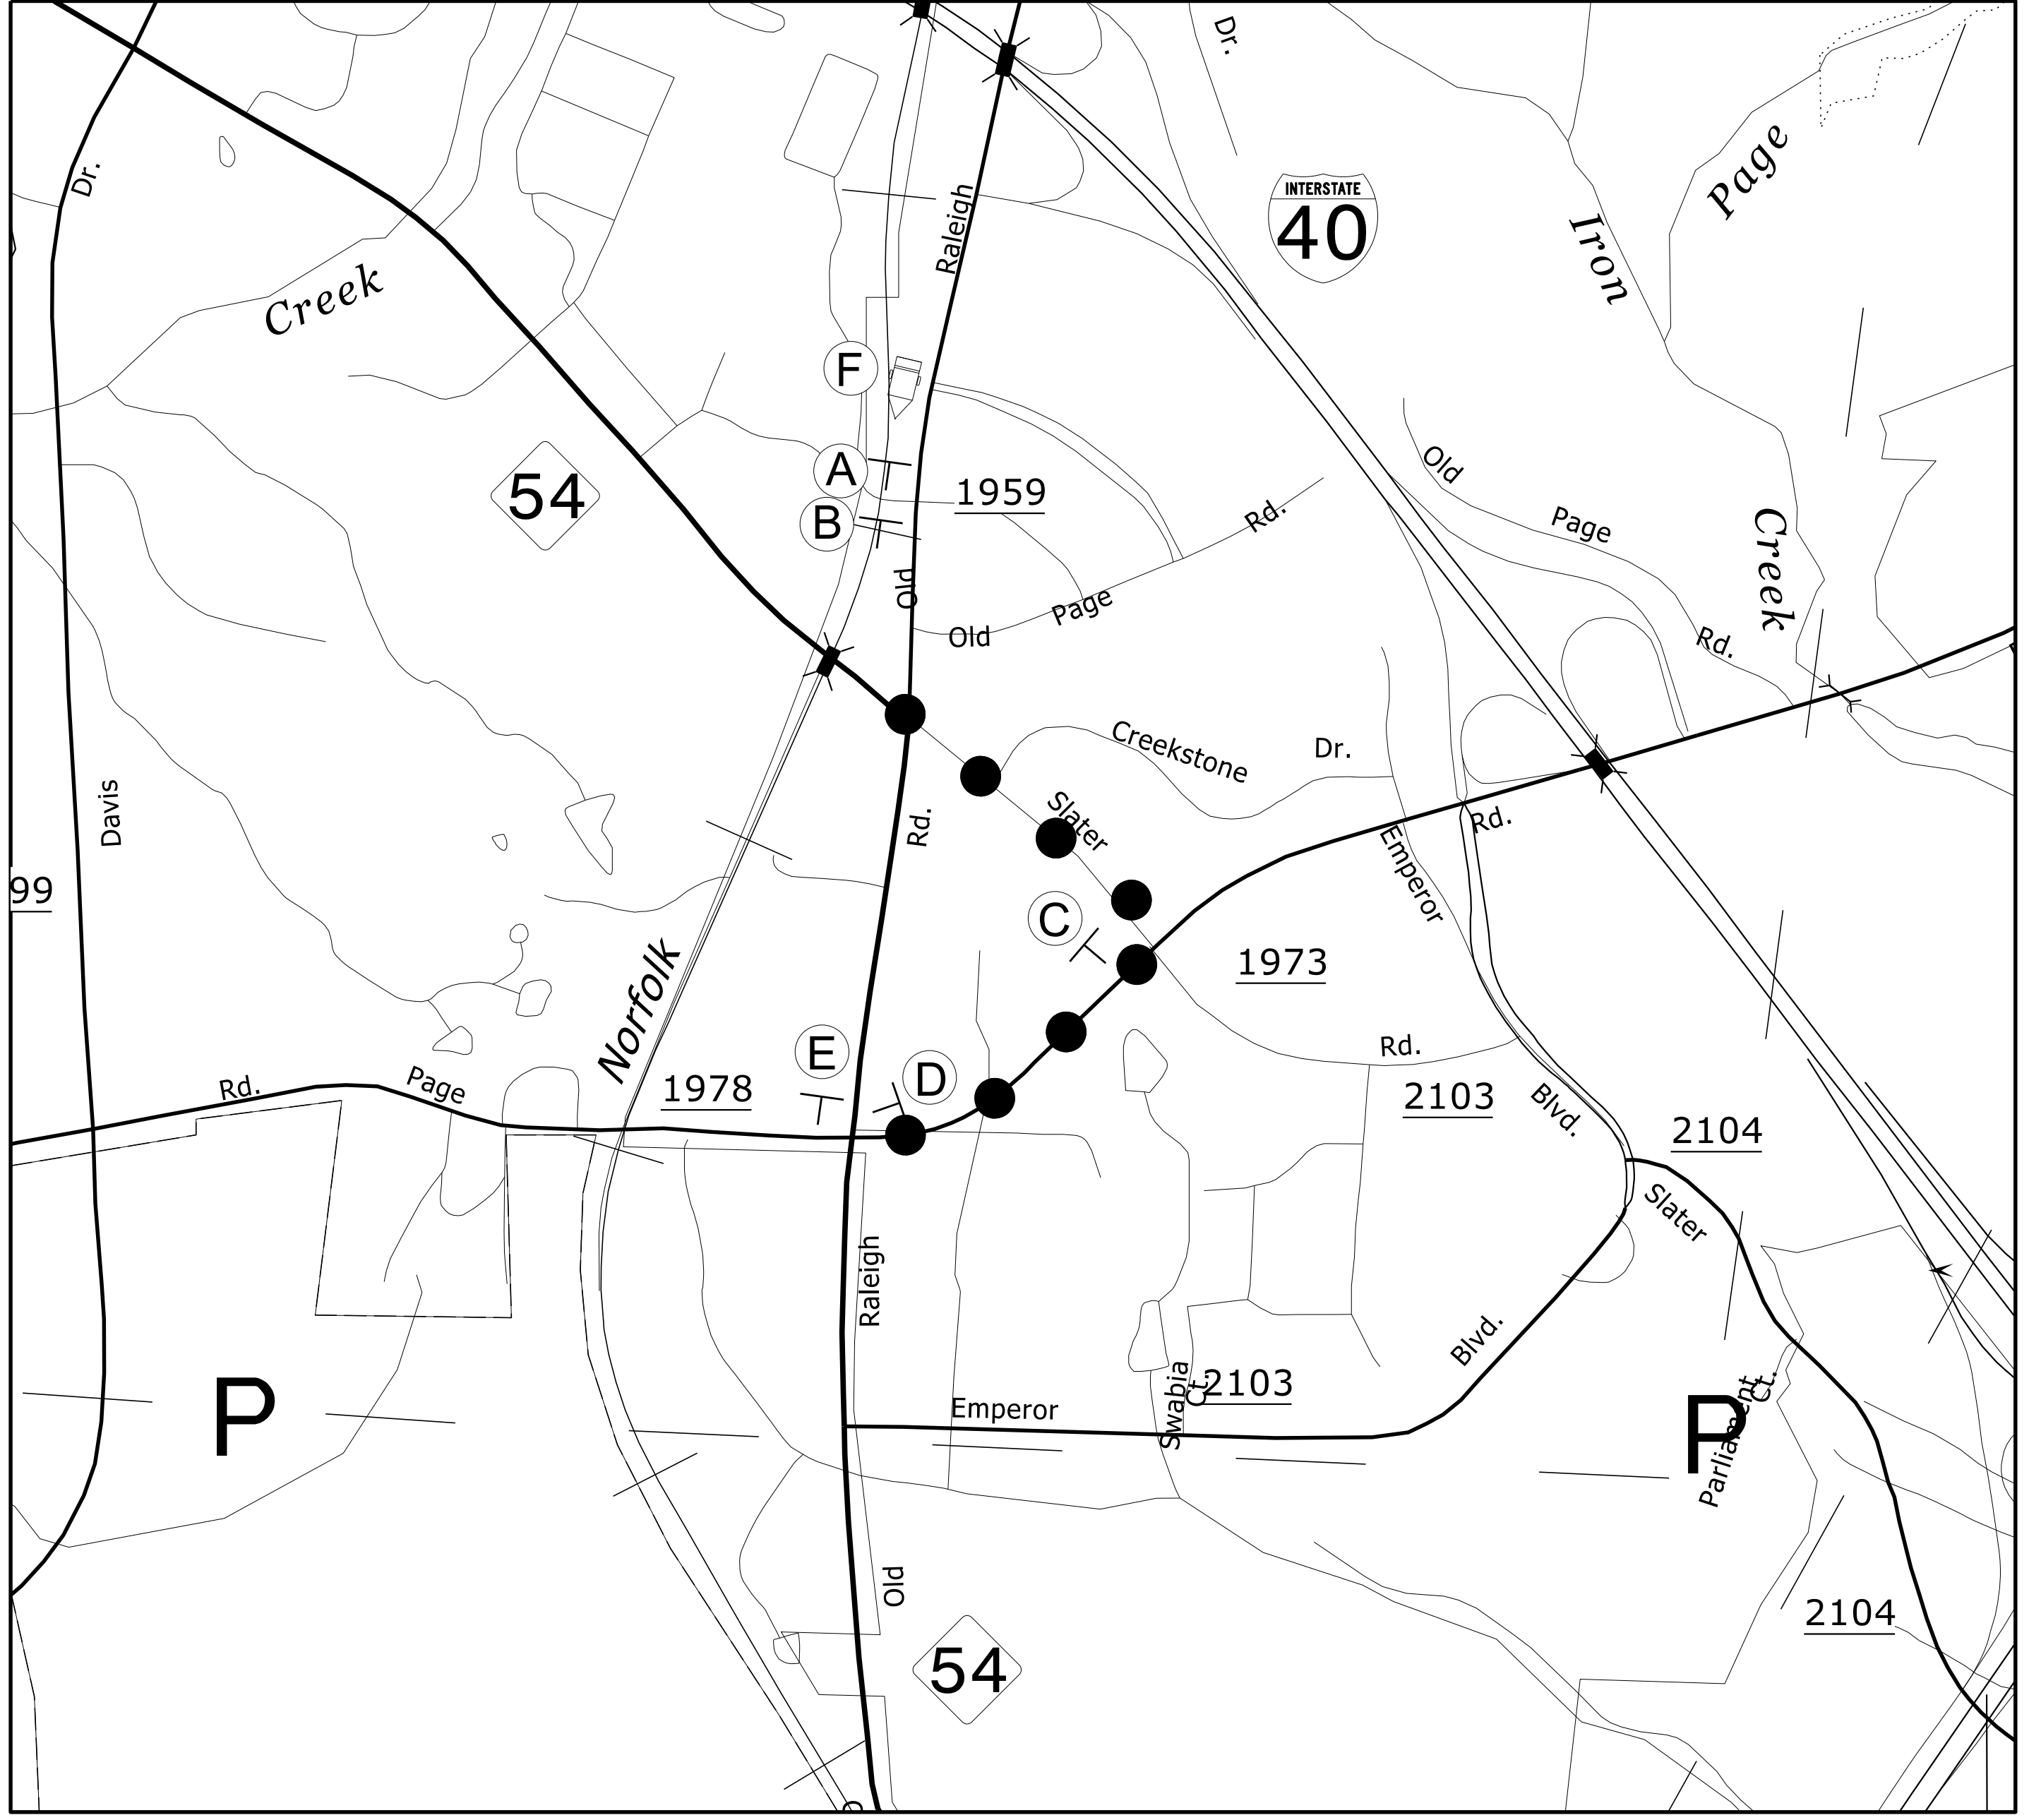 Dr.
Page
Dr.
INTERSTATE
40
Raleigh
Iron
Creek
F
54
A
1959
B
Old
Rd.
Page
Creek
Old
Page
Old
Rd.
Creekstone
Dr.
Slater
Davis
Rd.
Rd.
Emperor
99
C
1973
Norfolk
E
D
Rd.
Page
1978
Rd.
2103
Blvd.
2104
Slater
Raleigh
Blvd.
P
Swabia
Ct.
2103
Emperor
P
Parliament
Ct.
Old
54
2104